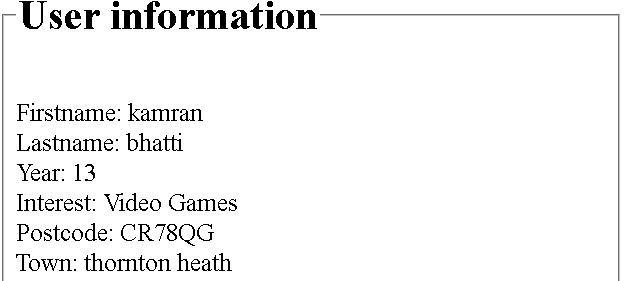 User information
Firstname: kamran
Lastname: bhatti
Year: 13
Interest: Video Games
Postcode: CR78QG
Town: thornton heath